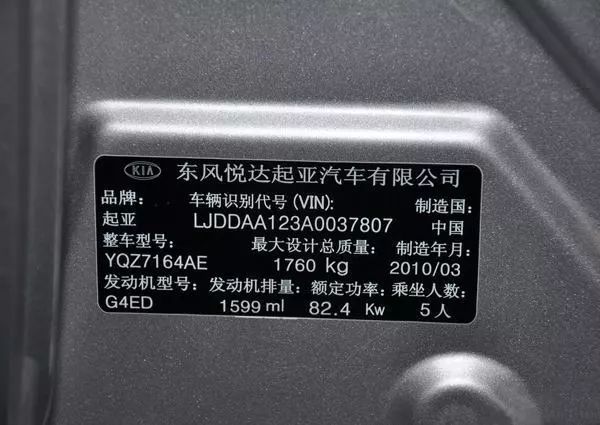 KIA 东风悦达起亚汽车有限公司
品牌: 车辆识别代号 (VIN): 制造国:
起亚 LJDDAA123A0037807 中国
整车型号: 最大设计总质量: 制造年月:
YQZ7164AE 1760 kg 2010/03
发动机型号: 发动机排量: 额定功率: 乘坐人数:
G4ED 1599 ml 82.4 Kw 5人